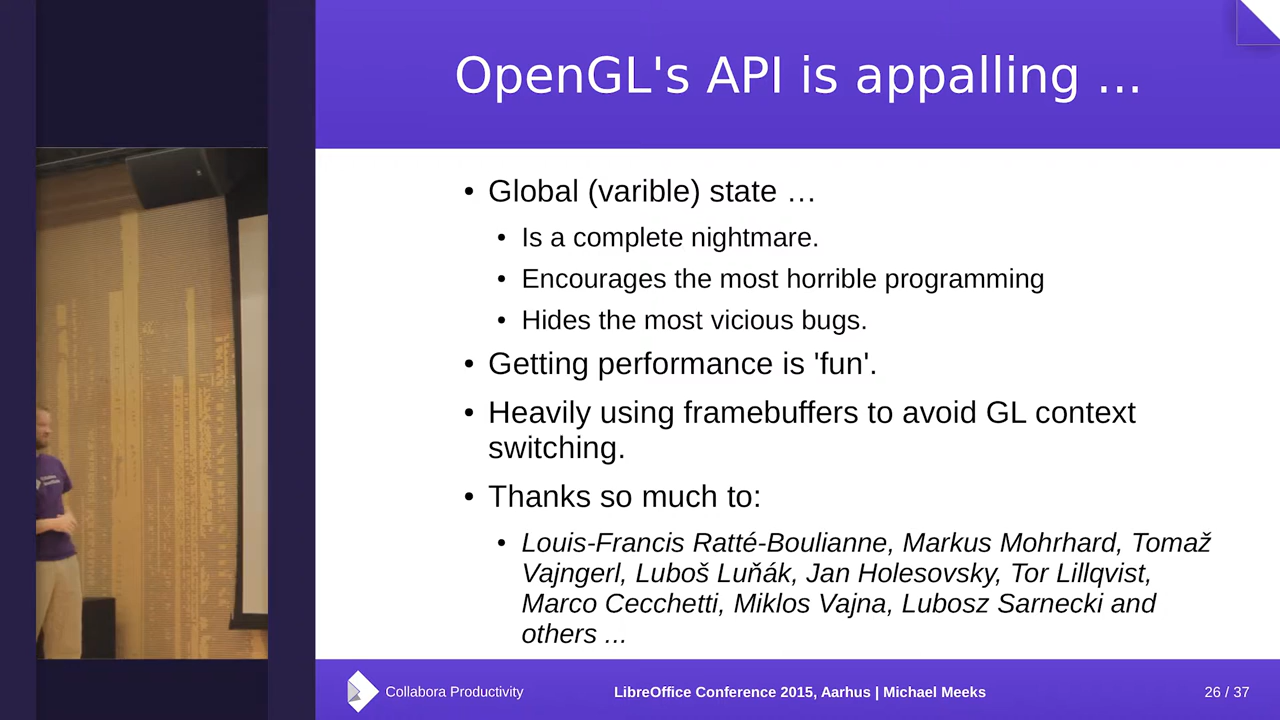 OpenGL's API is appalling ...
• Global (varible) state …
• Is a complete nightmare.
• Encourages the most horrible programming
• Hides the most vicious bugs.
• Getting performance is 'fun'.
• Heavily using framebuffers to avoid GL context
switching.
• Thanks so much to:
• Louis-Francis Ratté-Boulianne, Markus Mohrhard, Tomaž
Vajngerl, Luboš Luňák, Jan Holesovsky, Tor Lillqvist,
Marco Cecchetti, Miklos Vajna, Lubosz Sarnecki and
others ...
Collabora Productivity
LibreOffice Conference 2015, Aarhus | Michael Meeks
26 / 37